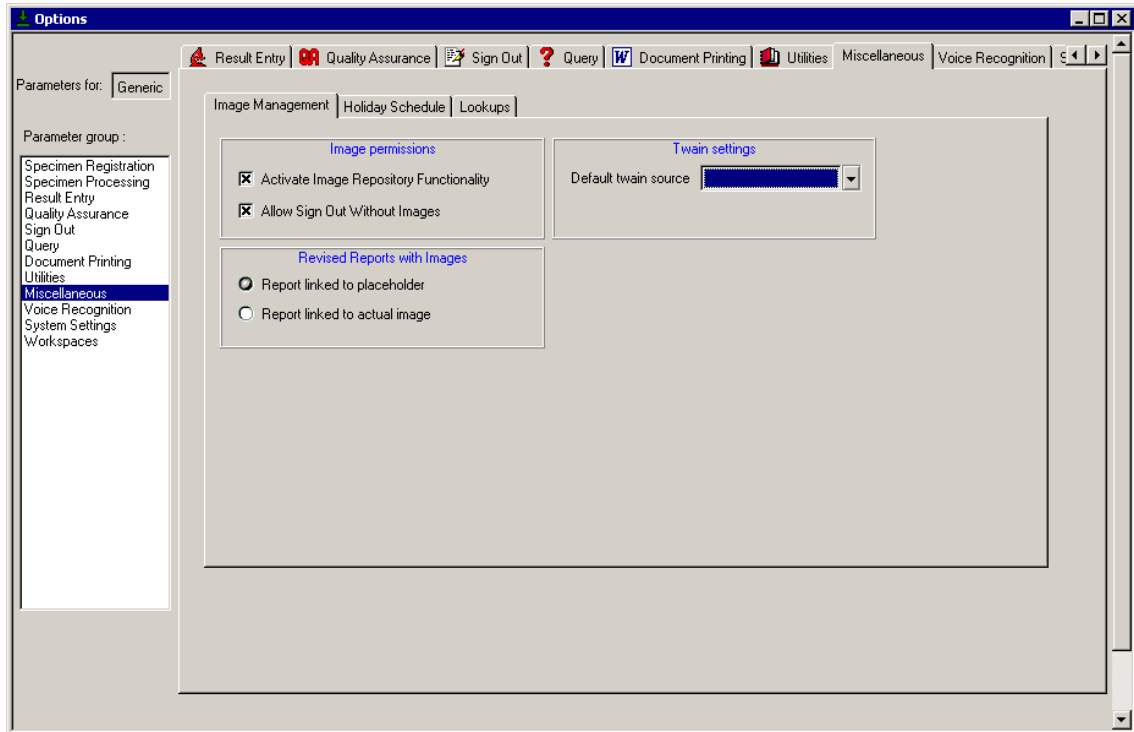 Options
Result Entry QA Quality Assurance Sign Out ? Query W Document Printing Utilities Miscellaneous Voice Recognition
Parameters for: Generic
Parameter group :
Specimen Registration
Specimen Processing
Result Entry
Quality Assurance
Sign Out
Query
Document Printing
Utilities
Miscellaneous
Voice Recognition
System Settings
Workspaces
Image Management Holiday Schedule Lookups
Image permissions
Activate Image Repository Functionality
Allow Sign Out Without Images
Twain settings
Default twain source
Revised Reports with Images
Report linked to placeholder
Report linked to actual image